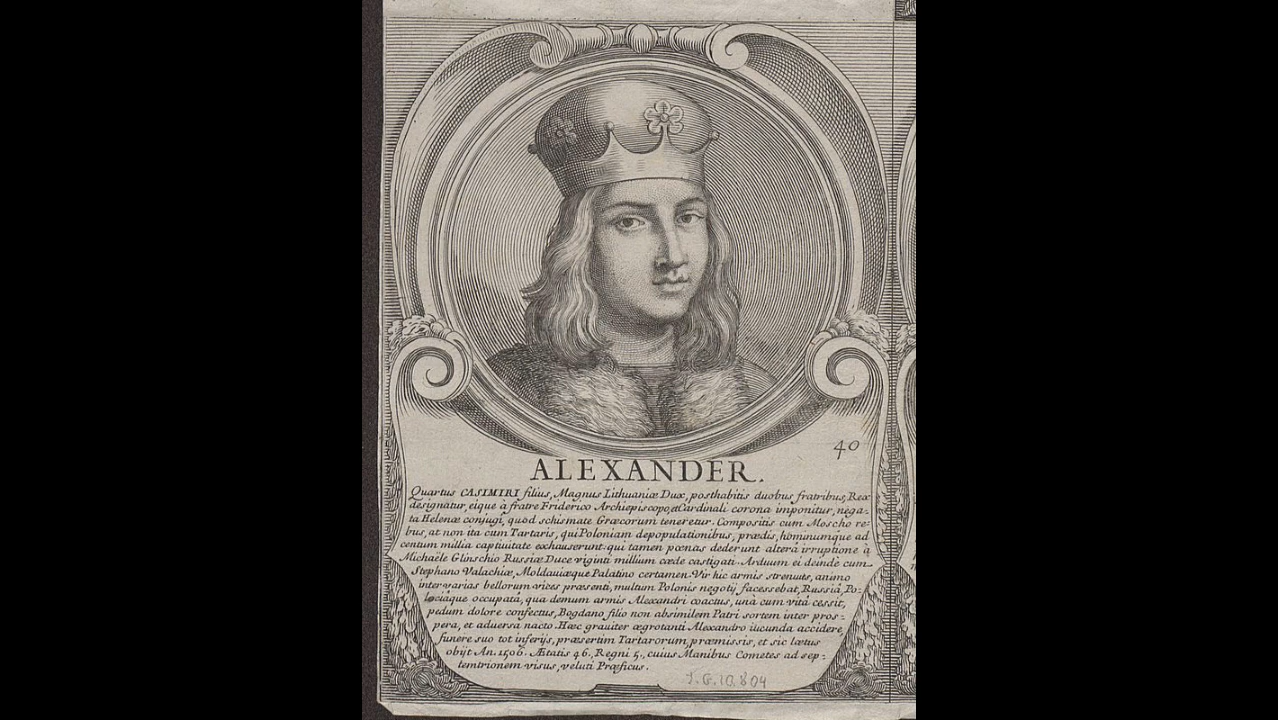 40
ALEXANDER.
Quartus CASIMIRI filius, Magnus Lithuaniæ Dux, posthabitis duobus fratribus, Rex
designatur, eique à fratre Friderico Archiepiscopo, et Cardinali corona imponitur, nega-
ta Helenæ conjugi, quod schismate Græcorum teneretur. Compositis cum Moscho re-
bus, at non ita cum Tartaris, qui Poloniam depopulationibus, prædis, hominumque ad
centum millia captiuitate exhauserunt. qui tamen pœnas dederunt alterâ irruptione à
Michaële Glinschio Russiæ Duce viginti millium cæde castigati. Arduum ei deinde cum
Stephano Valachiæ, Moldauiæque Palatino certamen. Vir hic armis strenuus, animo
inter varias bellorum vices præsenti, multum Polonis negotij facessebat, Russiâ, Po-
lociâque occupatâ, qua demum armis Alexandri coactus, unà cum vitâ cessit,
pedum dolore confectus, Bogdano filio non absimilem Patri sortem inter pros-
pera, et aduersa nacto. Hæc grauiter ægrotanti Alexandro iucunda accidere,
funere suo tot inferijs, præsertim Tartarorum, præmissis, et sic lætus
obijt An. 1506. Ætatis 46. Regni 5., cuius Manibus Cometes ad sep-
temtrionem visus, veluti Præficus.
J.G.10.804